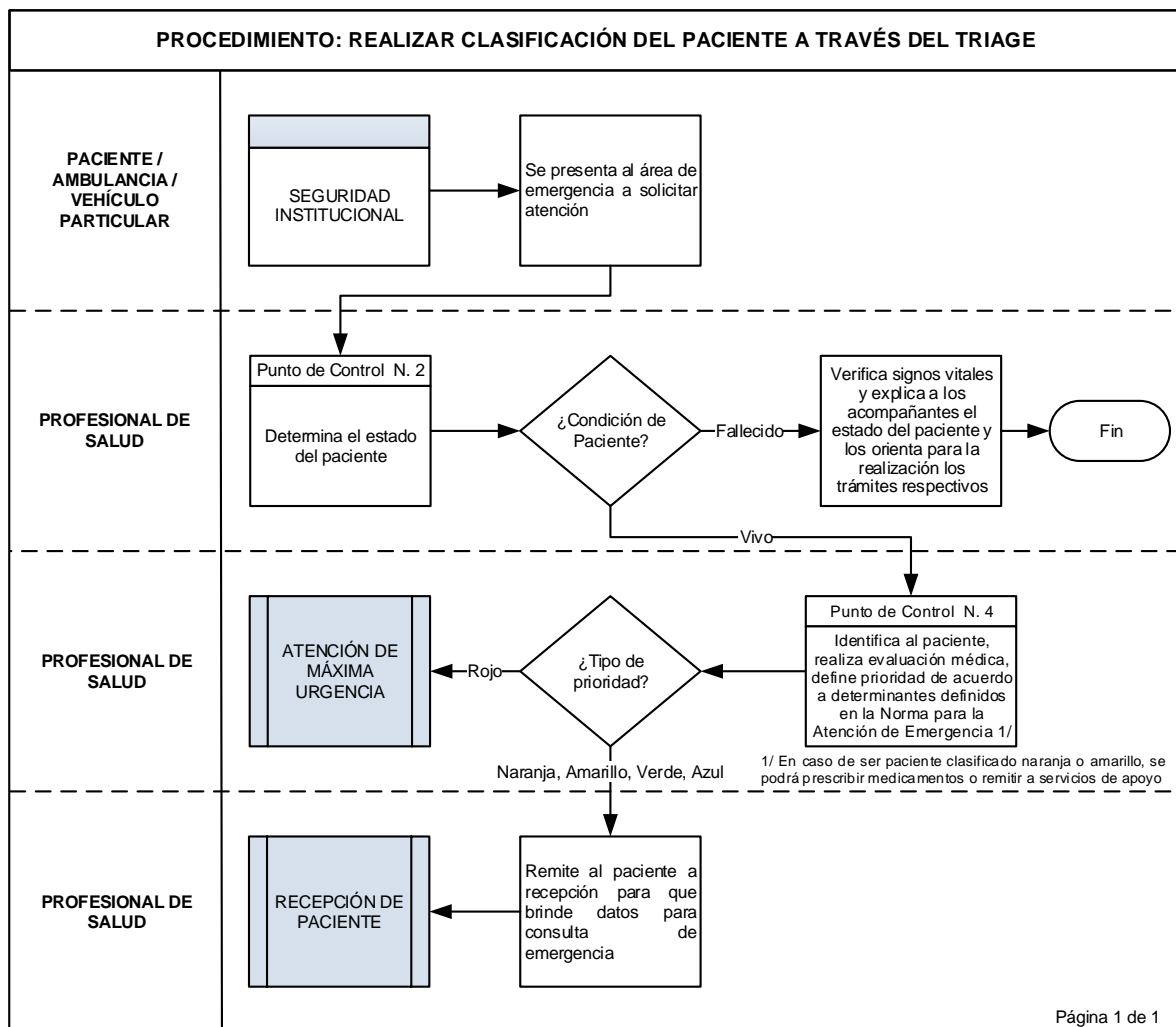 PROCEDIMIENTO: REALIZAR CLASIFICACIÓN DEL PACIENTE A TRAVÉS DEL TRIAGE
PACIENTE /
AMBULANCIA /
VEHÍCULO
PARTICULAR
SEGURIDAD
INSTITUCIONAL
Se presenta al área de
emergencia a solicitar
atención
PROFESIONAL DE
SALUD
Punto de Control N. 2
Determina el estado
del paciente
¿Condición de
Paciente?
Fallecido
Verifica signos vitales
y explica a los
acompañantes el
estado del paciente y
los orienta para la
realización los
trámites respectivos
Fin
Vivo
PROFESIONAL DE
SALUD
ATENCIÓN DE
MÁXIMA
URGENCIA
Rojo
¿Tipo de
prioridad?
Punto de Control N. 4
Identifica al paciente,
realiza evaluación médica,
define prioridad de acuerdo
a determinantes definidos
en la Norma para la
Atención de Emergencia 1/
Naranja, Amarillo, Verde, Azul
1/ En caso de ser paciente clasificado naranja o amarillo, se
podrá prescribir medicamentos o remitir a servicios de apoyo
PROFESIONAL DE
SALUD
RECEPCIÓN DE
PACIENTE
Remite al paciente a
recepción para que
brinde datos para
consulta de
emergencia
Página 1 de 1